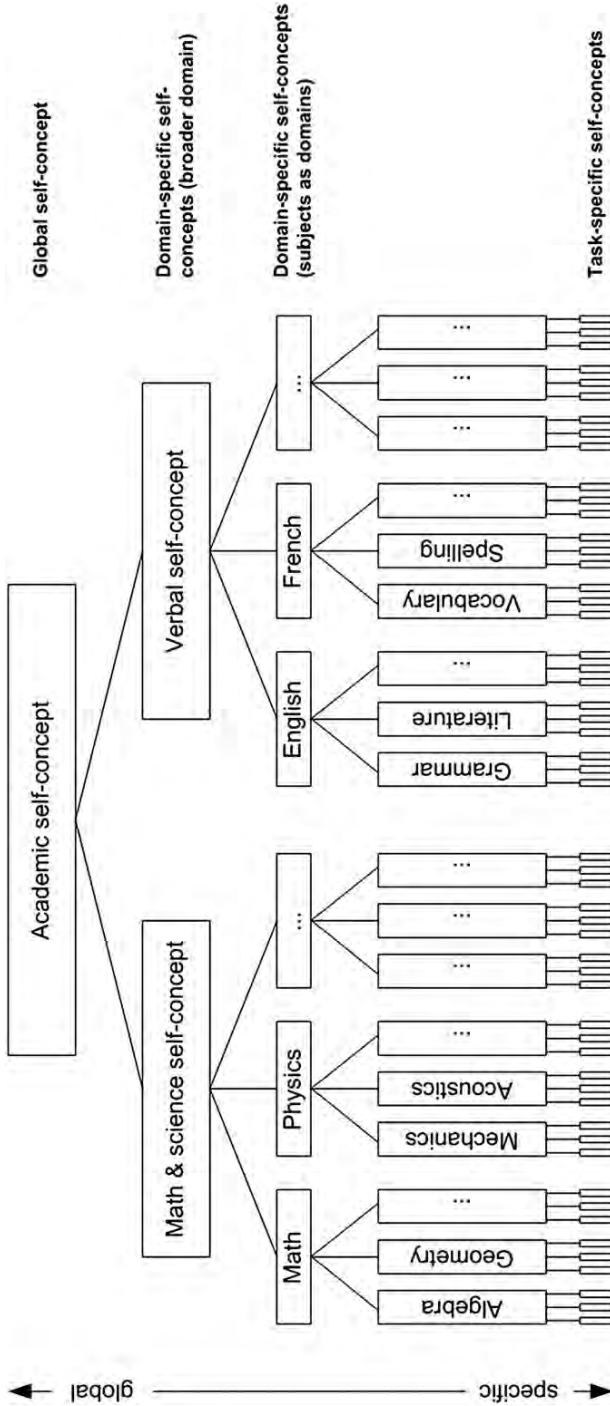 Academic self-concept
Global self-concept
Math & science self-concept
Verbal self-concept
Domain-specific self-
concepts (broader domain)
Math
Physics
...
English
French
...
Domain-specific self-concepts
(subjects as domains)
Algebra
Geometry
...
Mechanics
Acoustics
...
...
...
...
Grammar
Literature
...
Vocabulary
Spelling
...
...
...
...
Task-specific self-concepts
global
specific